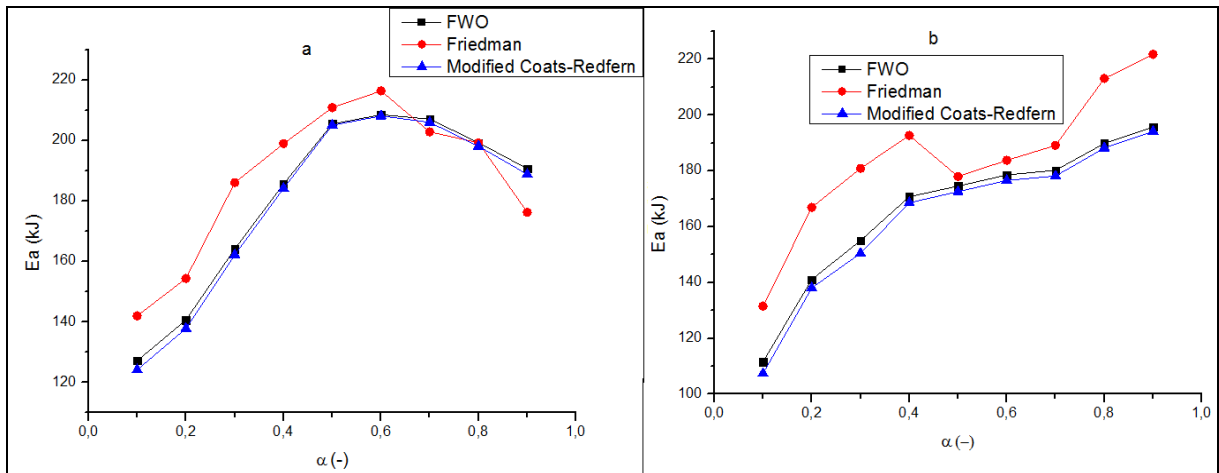 a
FWO
Friedman
Modified Coats-Redfern
Ea (kJ)
220
200
180
160
140
120
0,0 0,2 0,4 0,6 0,8 1,0
α (-)
b
FWO
Friedman
Modified Coats-Redfern
Ea (kJ)
220
200
180
160
140
120
100
0,0 0,2 0,4 0,6 0,8 1,0
α (–)